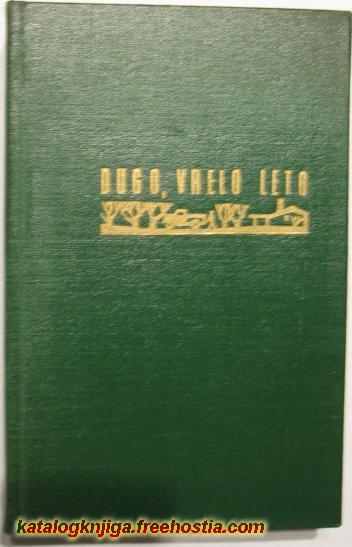 DUGO, VRELO LETO
katalogknjiga.freehostia.com